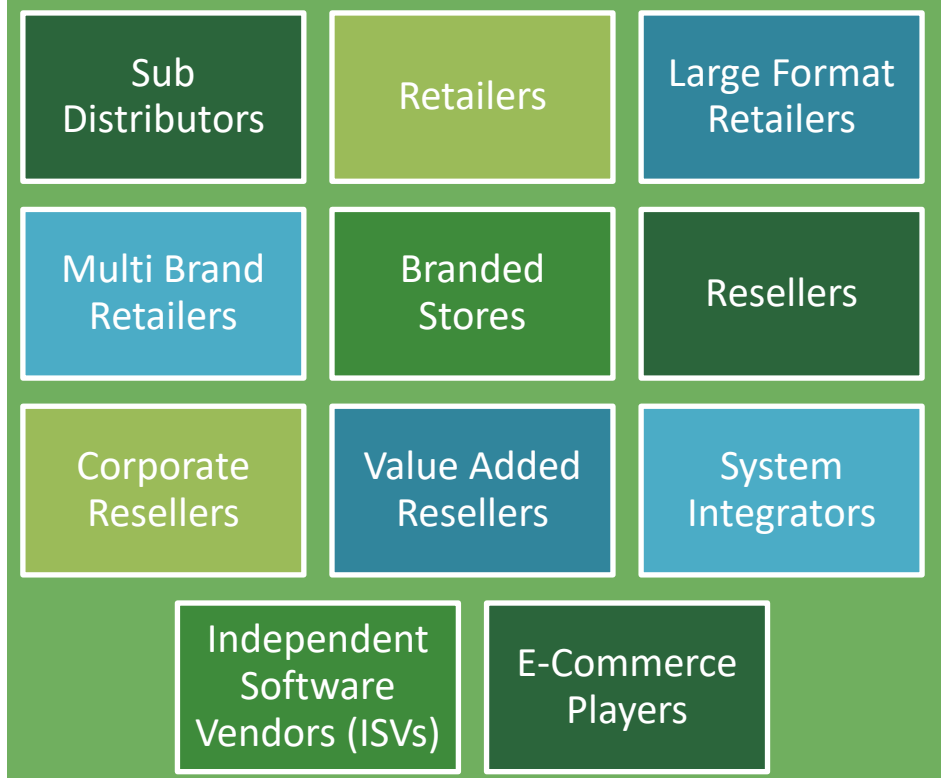 Sub
Distributors
Retailers
Large Format
Retailers
Multi Brand
Retailers
Branded
Stores
Resellers
Corporate
Resellers
Value Added
Resellers
System
Integrators
Independent
Software
Vendors (ISVs)
E-Commerce
Players